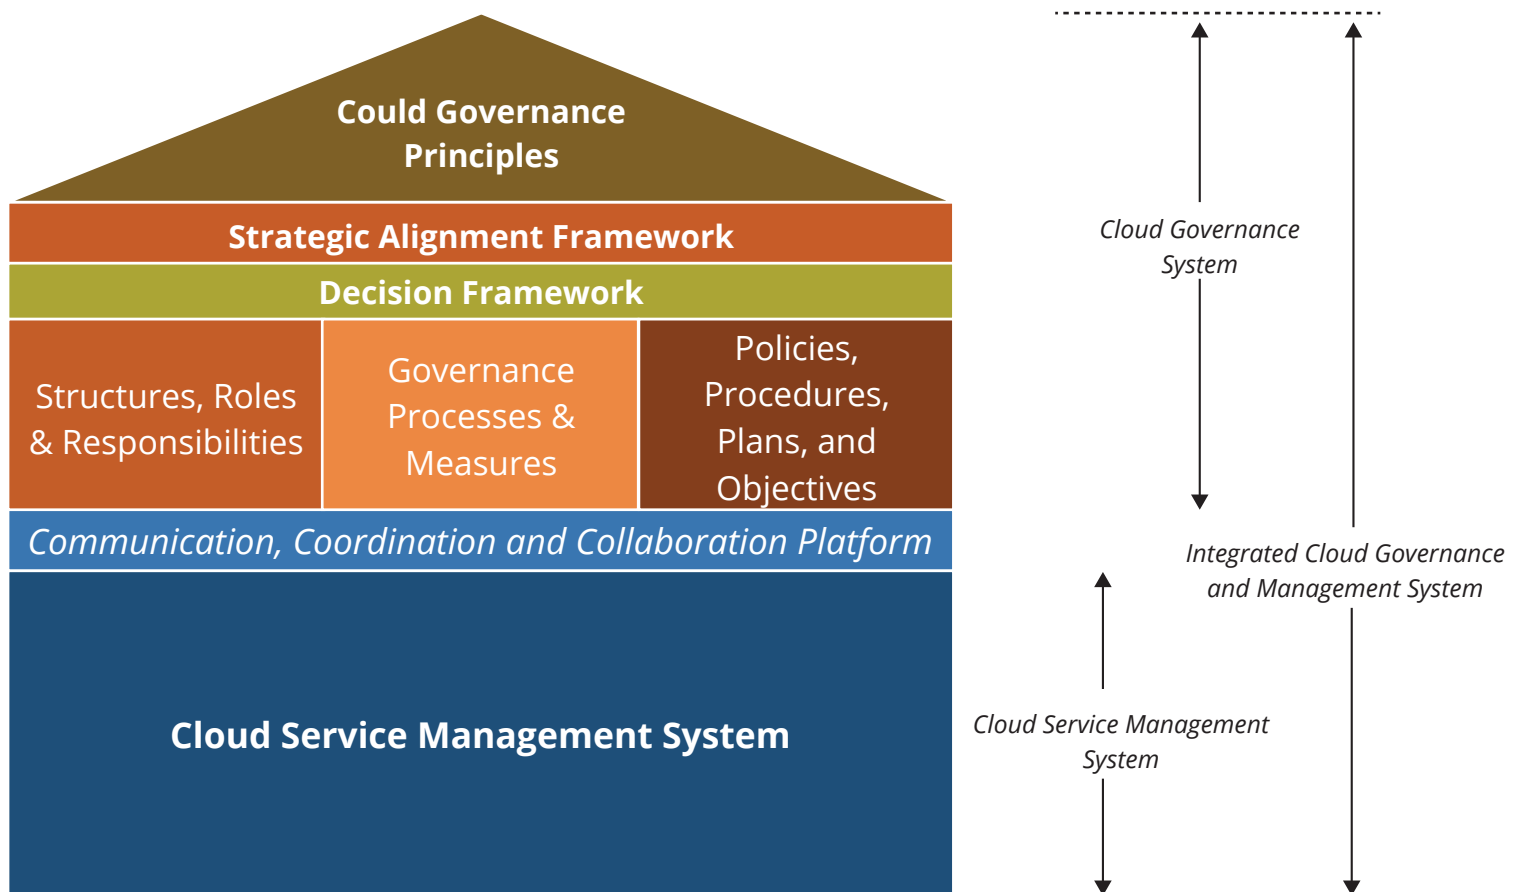 Could Governance
Principles
Strategic Alignment Framework
Decision Framework
Structures, Roles
& Responsibilities
Governance
Processes &
Measures
Policies,
Procedures,
Plans, and
Objectives
Communication, Coordination and Collaboration Platform
Cloud Service Management System
Cloud Governance
System
Integrated Cloud Governance
and Management System
Cloud Service Management
System